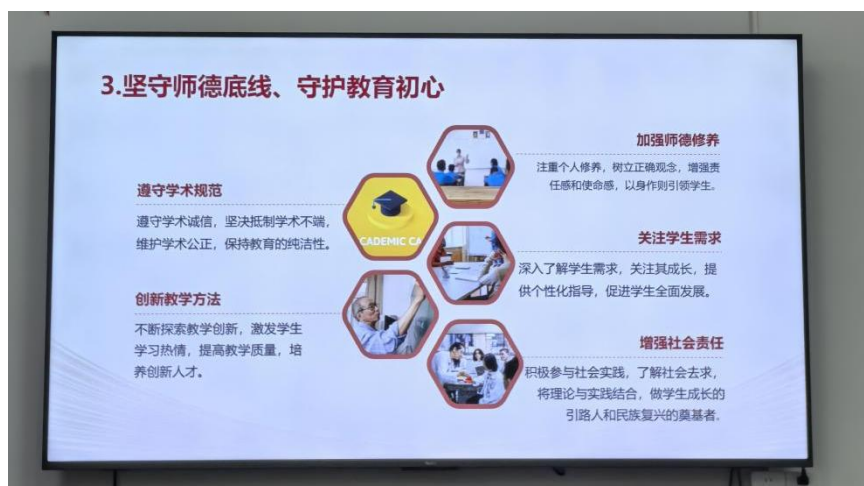 3.坚守师德底线、守护教育初心
遵守学术规范
遵守学术诚信，坚决抵制学术不端，
维护学术公正，保持教育的纯洁性。
创新教学方法
不断探索教学创新，激发学生
学习热情，提高教学质量，培
养创新人才。
CADEMIC CA
加强师德修养
注重个人修养，树立正确观念，增强责
任感和使命感，以身作则引领学生。
关注学生需求
深入了解学生需求，关注其成长，提
供个性化指导，促进学生全面发展。
增强社会责任
积极参与社会实践，了解社会去求，
将理论与实践结合，做学生成长的
引路人和民族复兴的奠基者.